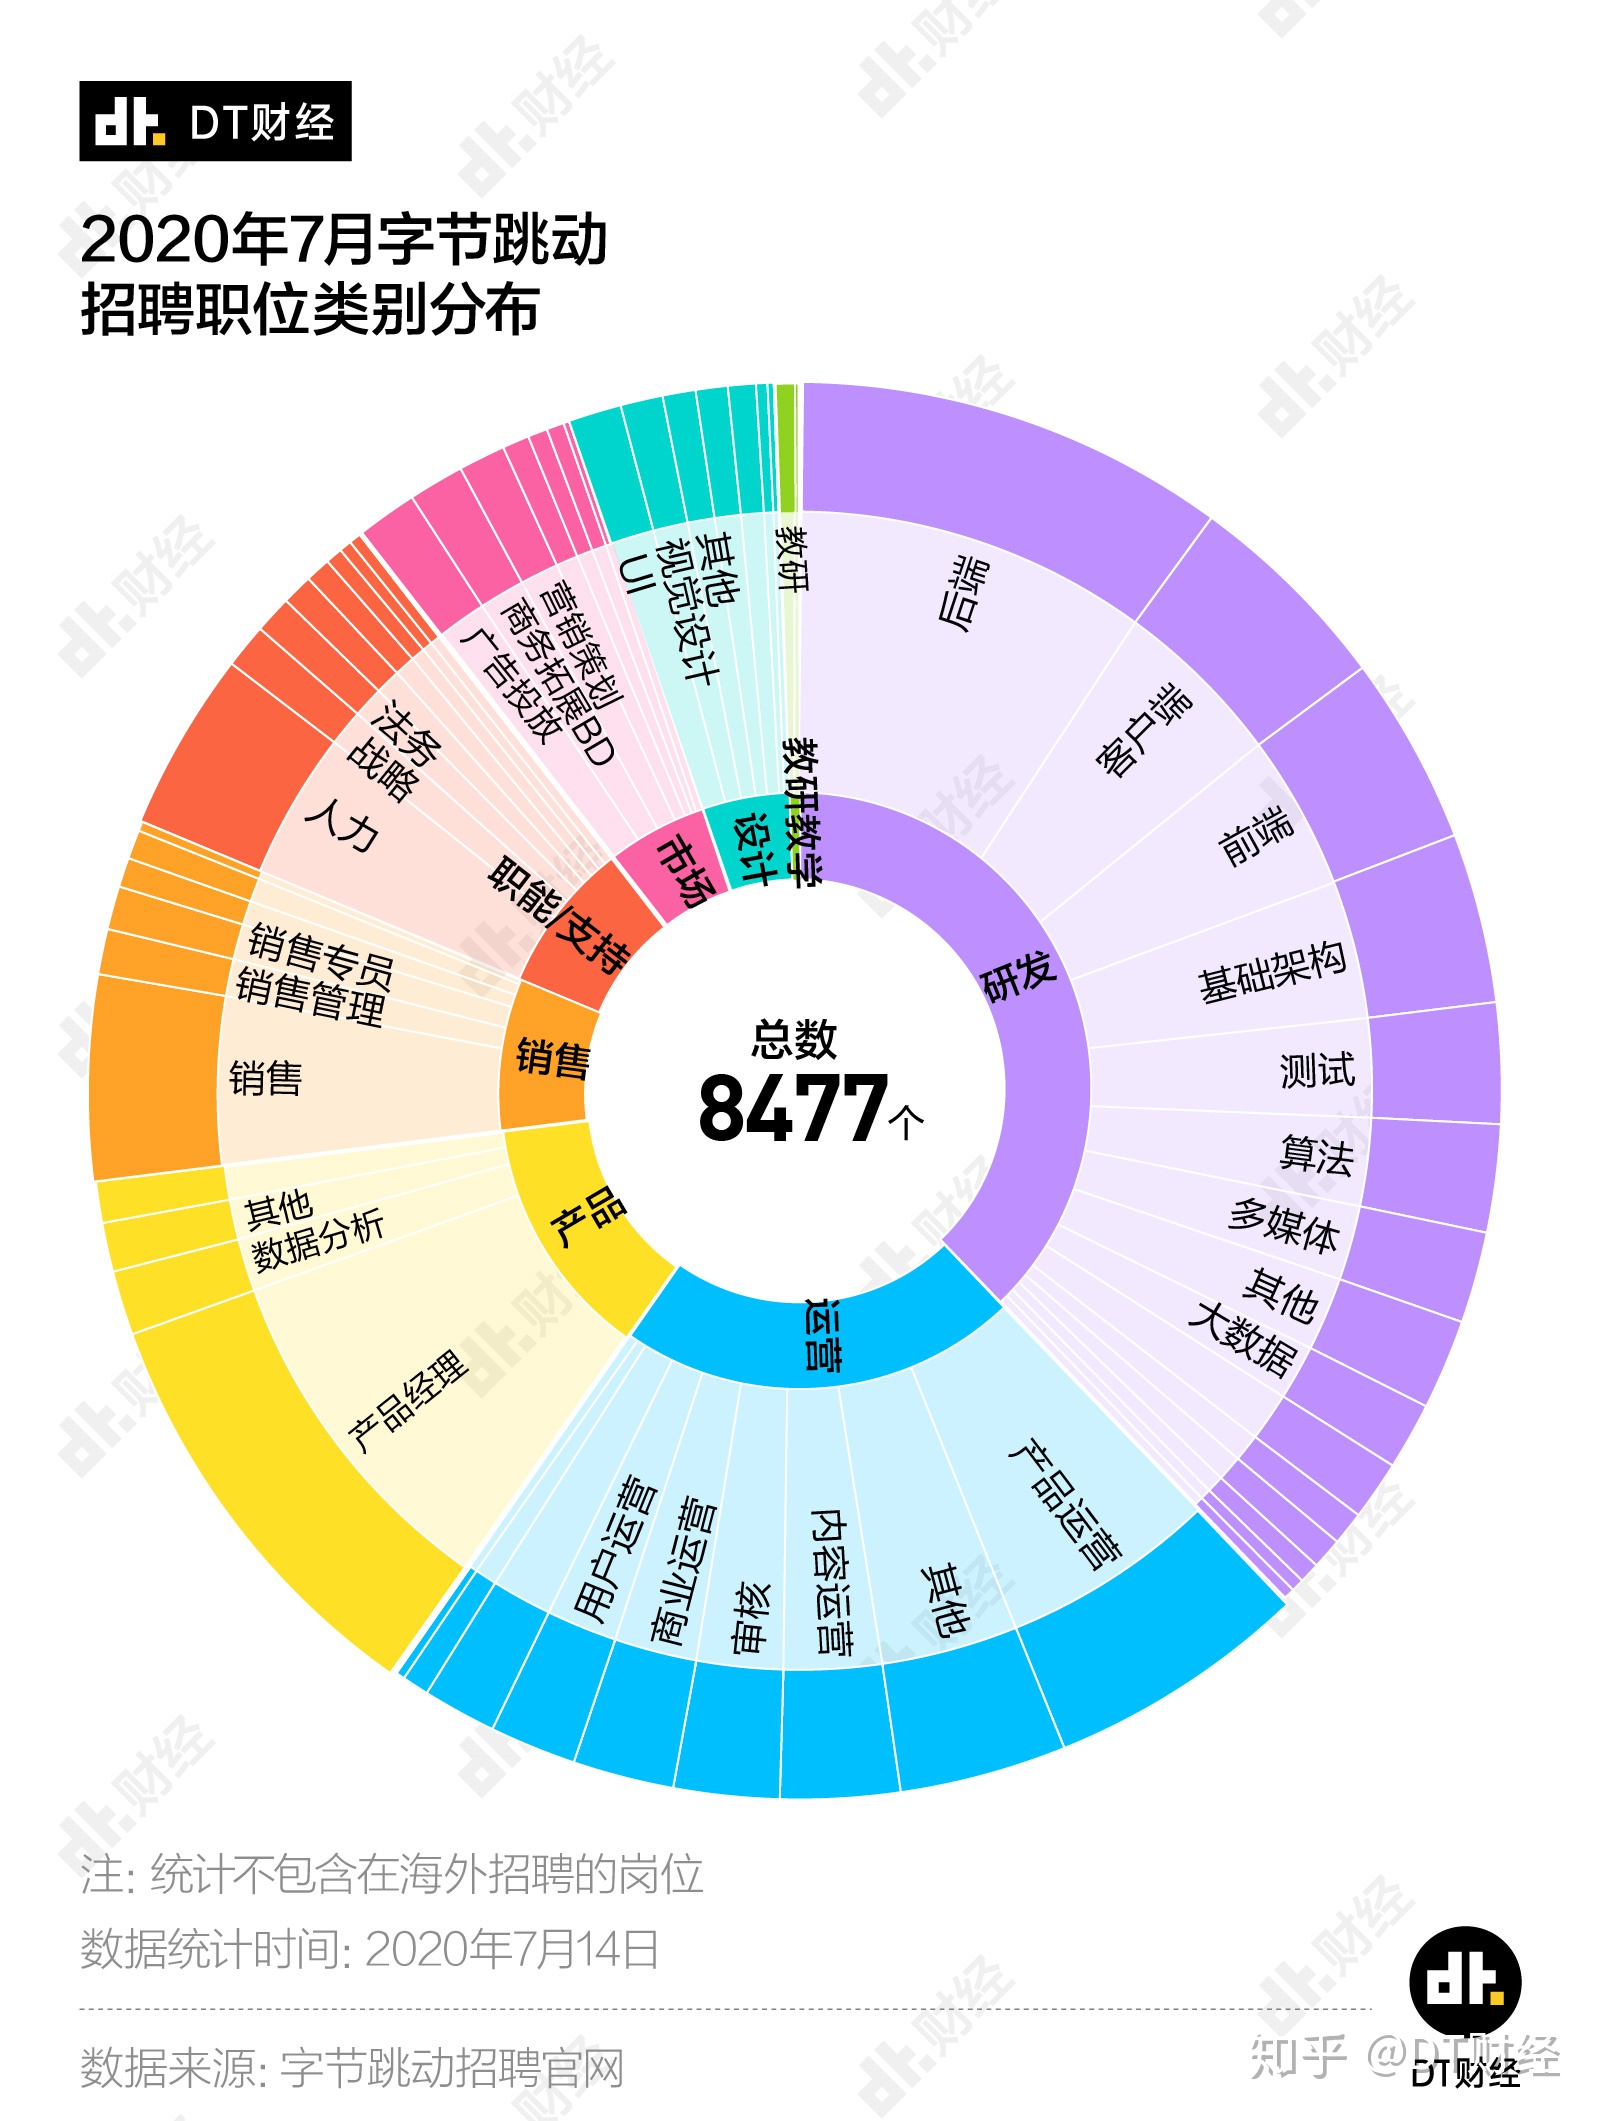 DT财经
2020年7月字节跳动
招聘职位类别分布
后端
客户端
前端
基础架构
测试
算法
多媒体
其他
大数据
研发
产品运营
其他
内容运营
审核
商业运营
用户运营
运营
产品经理
数据分析
其他
产品
销售
销售管理
销售专员
销售
人力
战略
法务
职能/支持
广告投放
商务拓展BD
营销策划
市场
UI
视觉设计
其他
设计
教研
教研教学
总数
8477个
注: 统计不包含在海外招聘的岗位
数据统计时间: 2020年7月14日
数据来源: 字节跳动招聘官网
知乎 @DT财经
DT财经